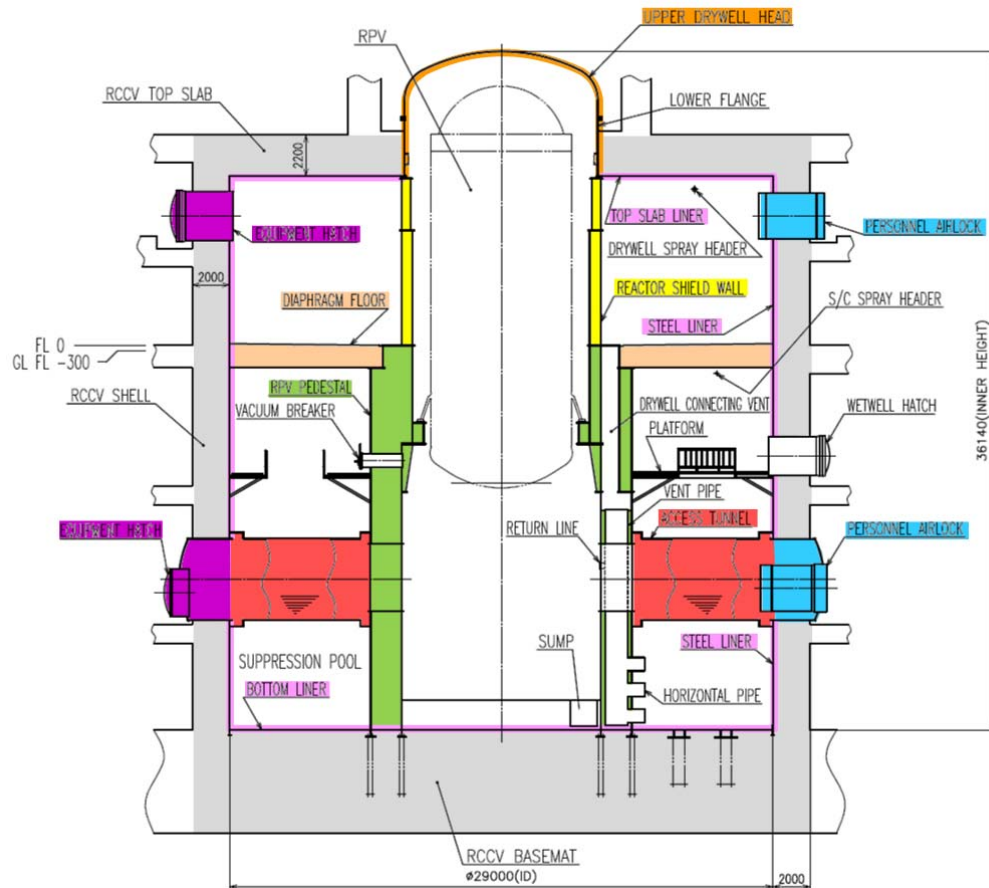 UPPER DRYWELL HEAD
RPV
RCCV TOP SLAB
LOWER FLANGE
2200
TOP SLAB LINER
EQUIPMENT HATCH
PERSONNEL AIRLOCK
DRYWELL SPRAY HEADER
2000
REACTOR SHIELD WALL
S/C SPRAY HEADER
DIAPHRAGM FLOOR
STEEL LINER
FL 0
GL FL -300
36140(INNER HEIGHT)
RCCV SHELL
RPV PEDESTAL
VACUUM BREAKER
DRYWELL CONNECTING VENT
WETWELL HATCH
PLATFORM
VENT PIPE
EQUIPMENT HATCH
RETURN LINE
ACCESS TUNNEL
PERSONNEL AIRLOCK
SUMP
STEEL LINER
SUPPRESSION POOL
BOTTOM LINER
HORIZONTAL PIPE
RCCV BASEMAT
ø29000(ID)
2000